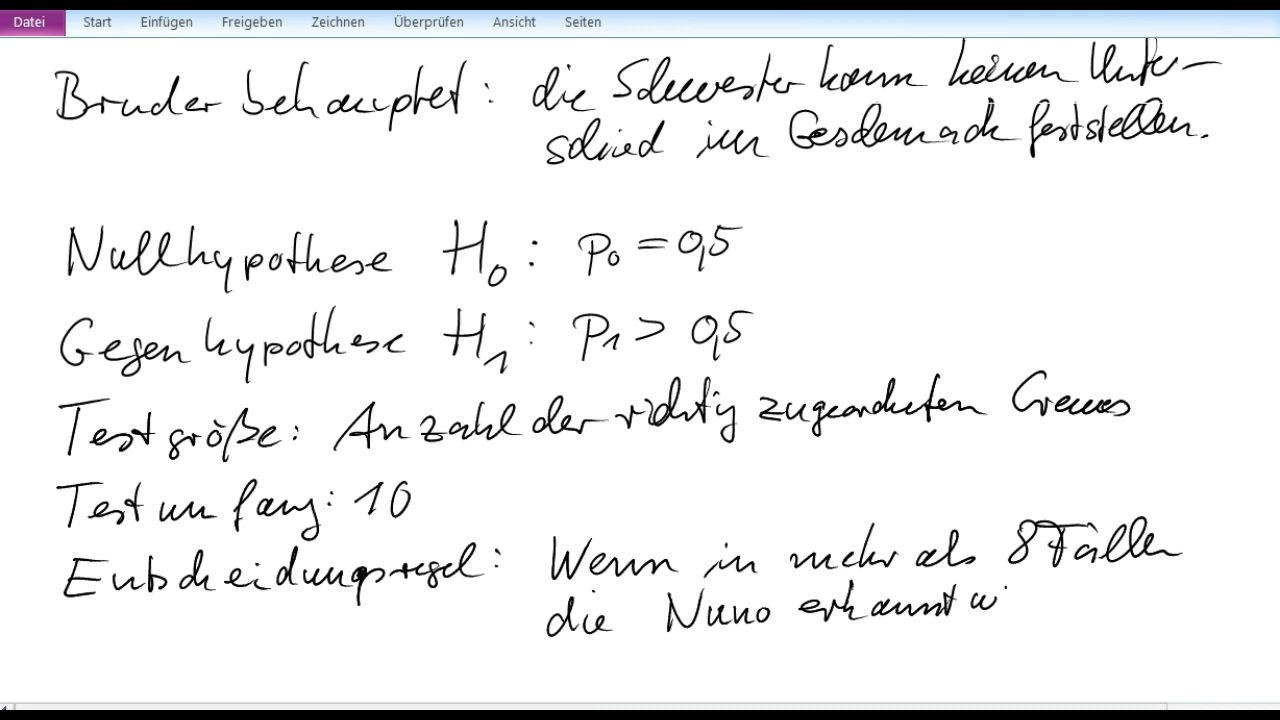 Datei Start Einfügen Freigeben Zeichnen Überprüfen Ansicht Seiten
Bruder behauptet: die Schwester kann keinen Unter-
schied im Geschmack feststellen.
Nullhypothese H₀: p₀ = 0,5
Gegenhypothese H₁: p₁ > 0,5
Testgröße: Anzahl der richtig zugeordneten Cremes
Testumfang: 10
Entscheidungsregel: Wenn in mehr als 8 Fällen
die Nuno erkannt w